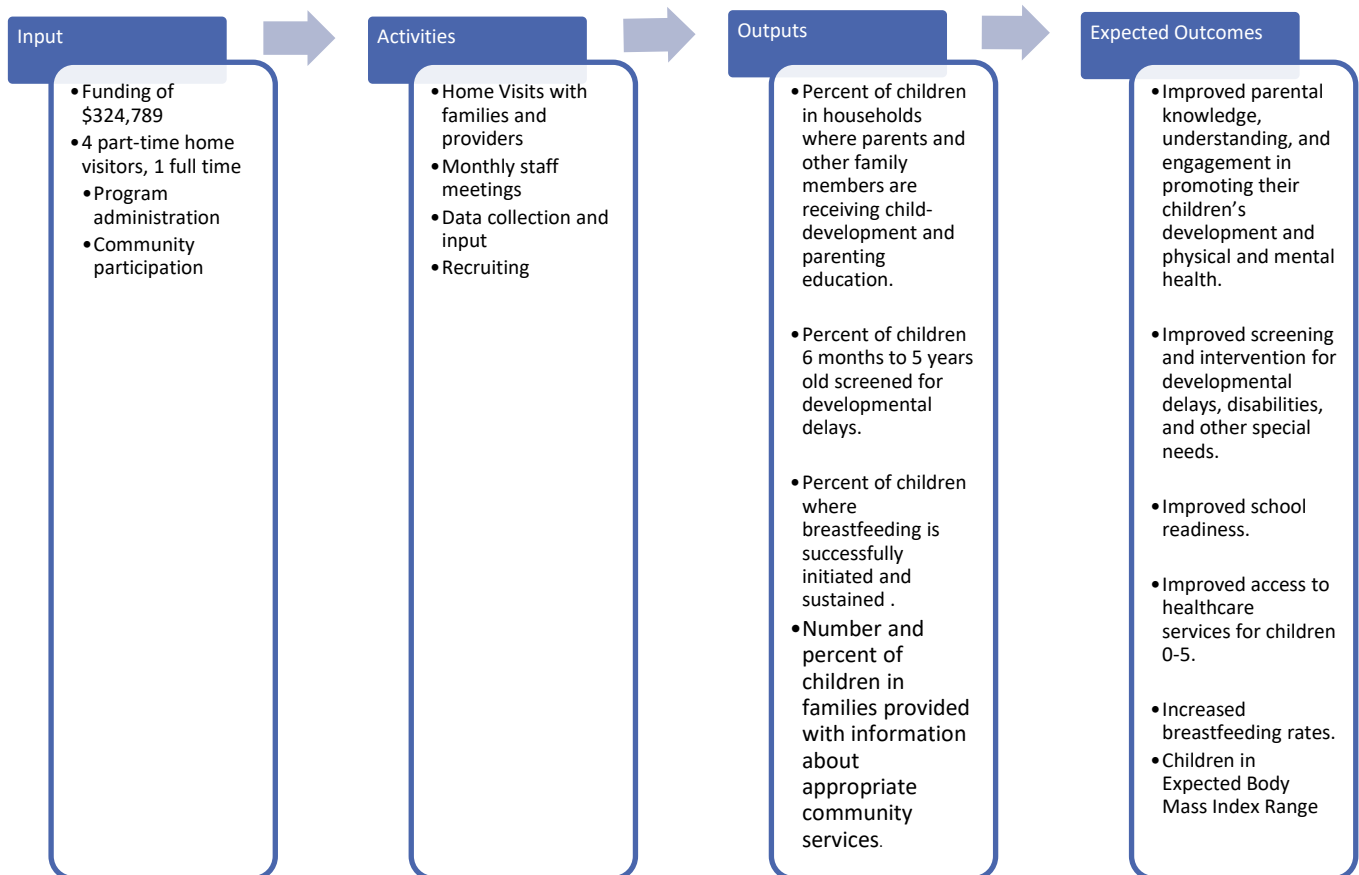 Input
•Funding of
$324,789
•4 part-time home
visitors, 1 full time
•Program
administration
•Community
participation
Activities
•Home Visits with
families and
providers
•Monthly staff
meetings
•Data collection and
input
•Recruiting
Outputs
•Percent of children
in households
where parents and
other family
members are
receiving child-
development and
parenting
education.
•Percent of children
6 months to 5 years
old screened for
developmental
delays.
•Percent of children
where
breastfeeding is
successfully
initiated and
sustained .
•Number and
percent of
children in
families provided
with information
about
appropriate
community
services.
Expected Outcomes
•Improved parental
knowledge,
understanding, and
engagement in
promoting their
children’s
development and
physical and mental
health.
•Improved screening
and intervention for
developmental
delays, disabilities,
and other special
needs.
•Improved school
readiness.
•Improved access to
healthcare
services for children
0-5.
•Increased
breastfeeding rates.
•Children in
Expected Body
Mass Index Range